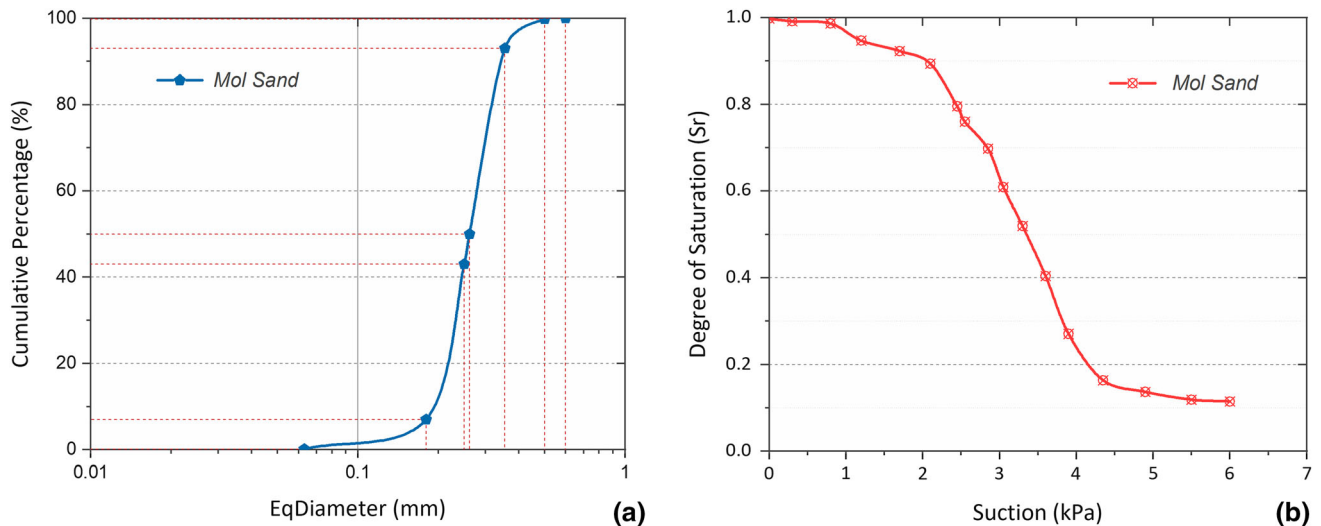 100
80
60
40
20
0
Cumulative Percentage (%)
Mol Sand
0.01
0.1
1
EqDiameter (mm)
(a)
1.0
0.8
0.6
0.4
0.2
0.0
Degree of Saturation (Sr)
Mol Sand
0
1
2
3
4
5
6
7
Suction (kPa)
(b)